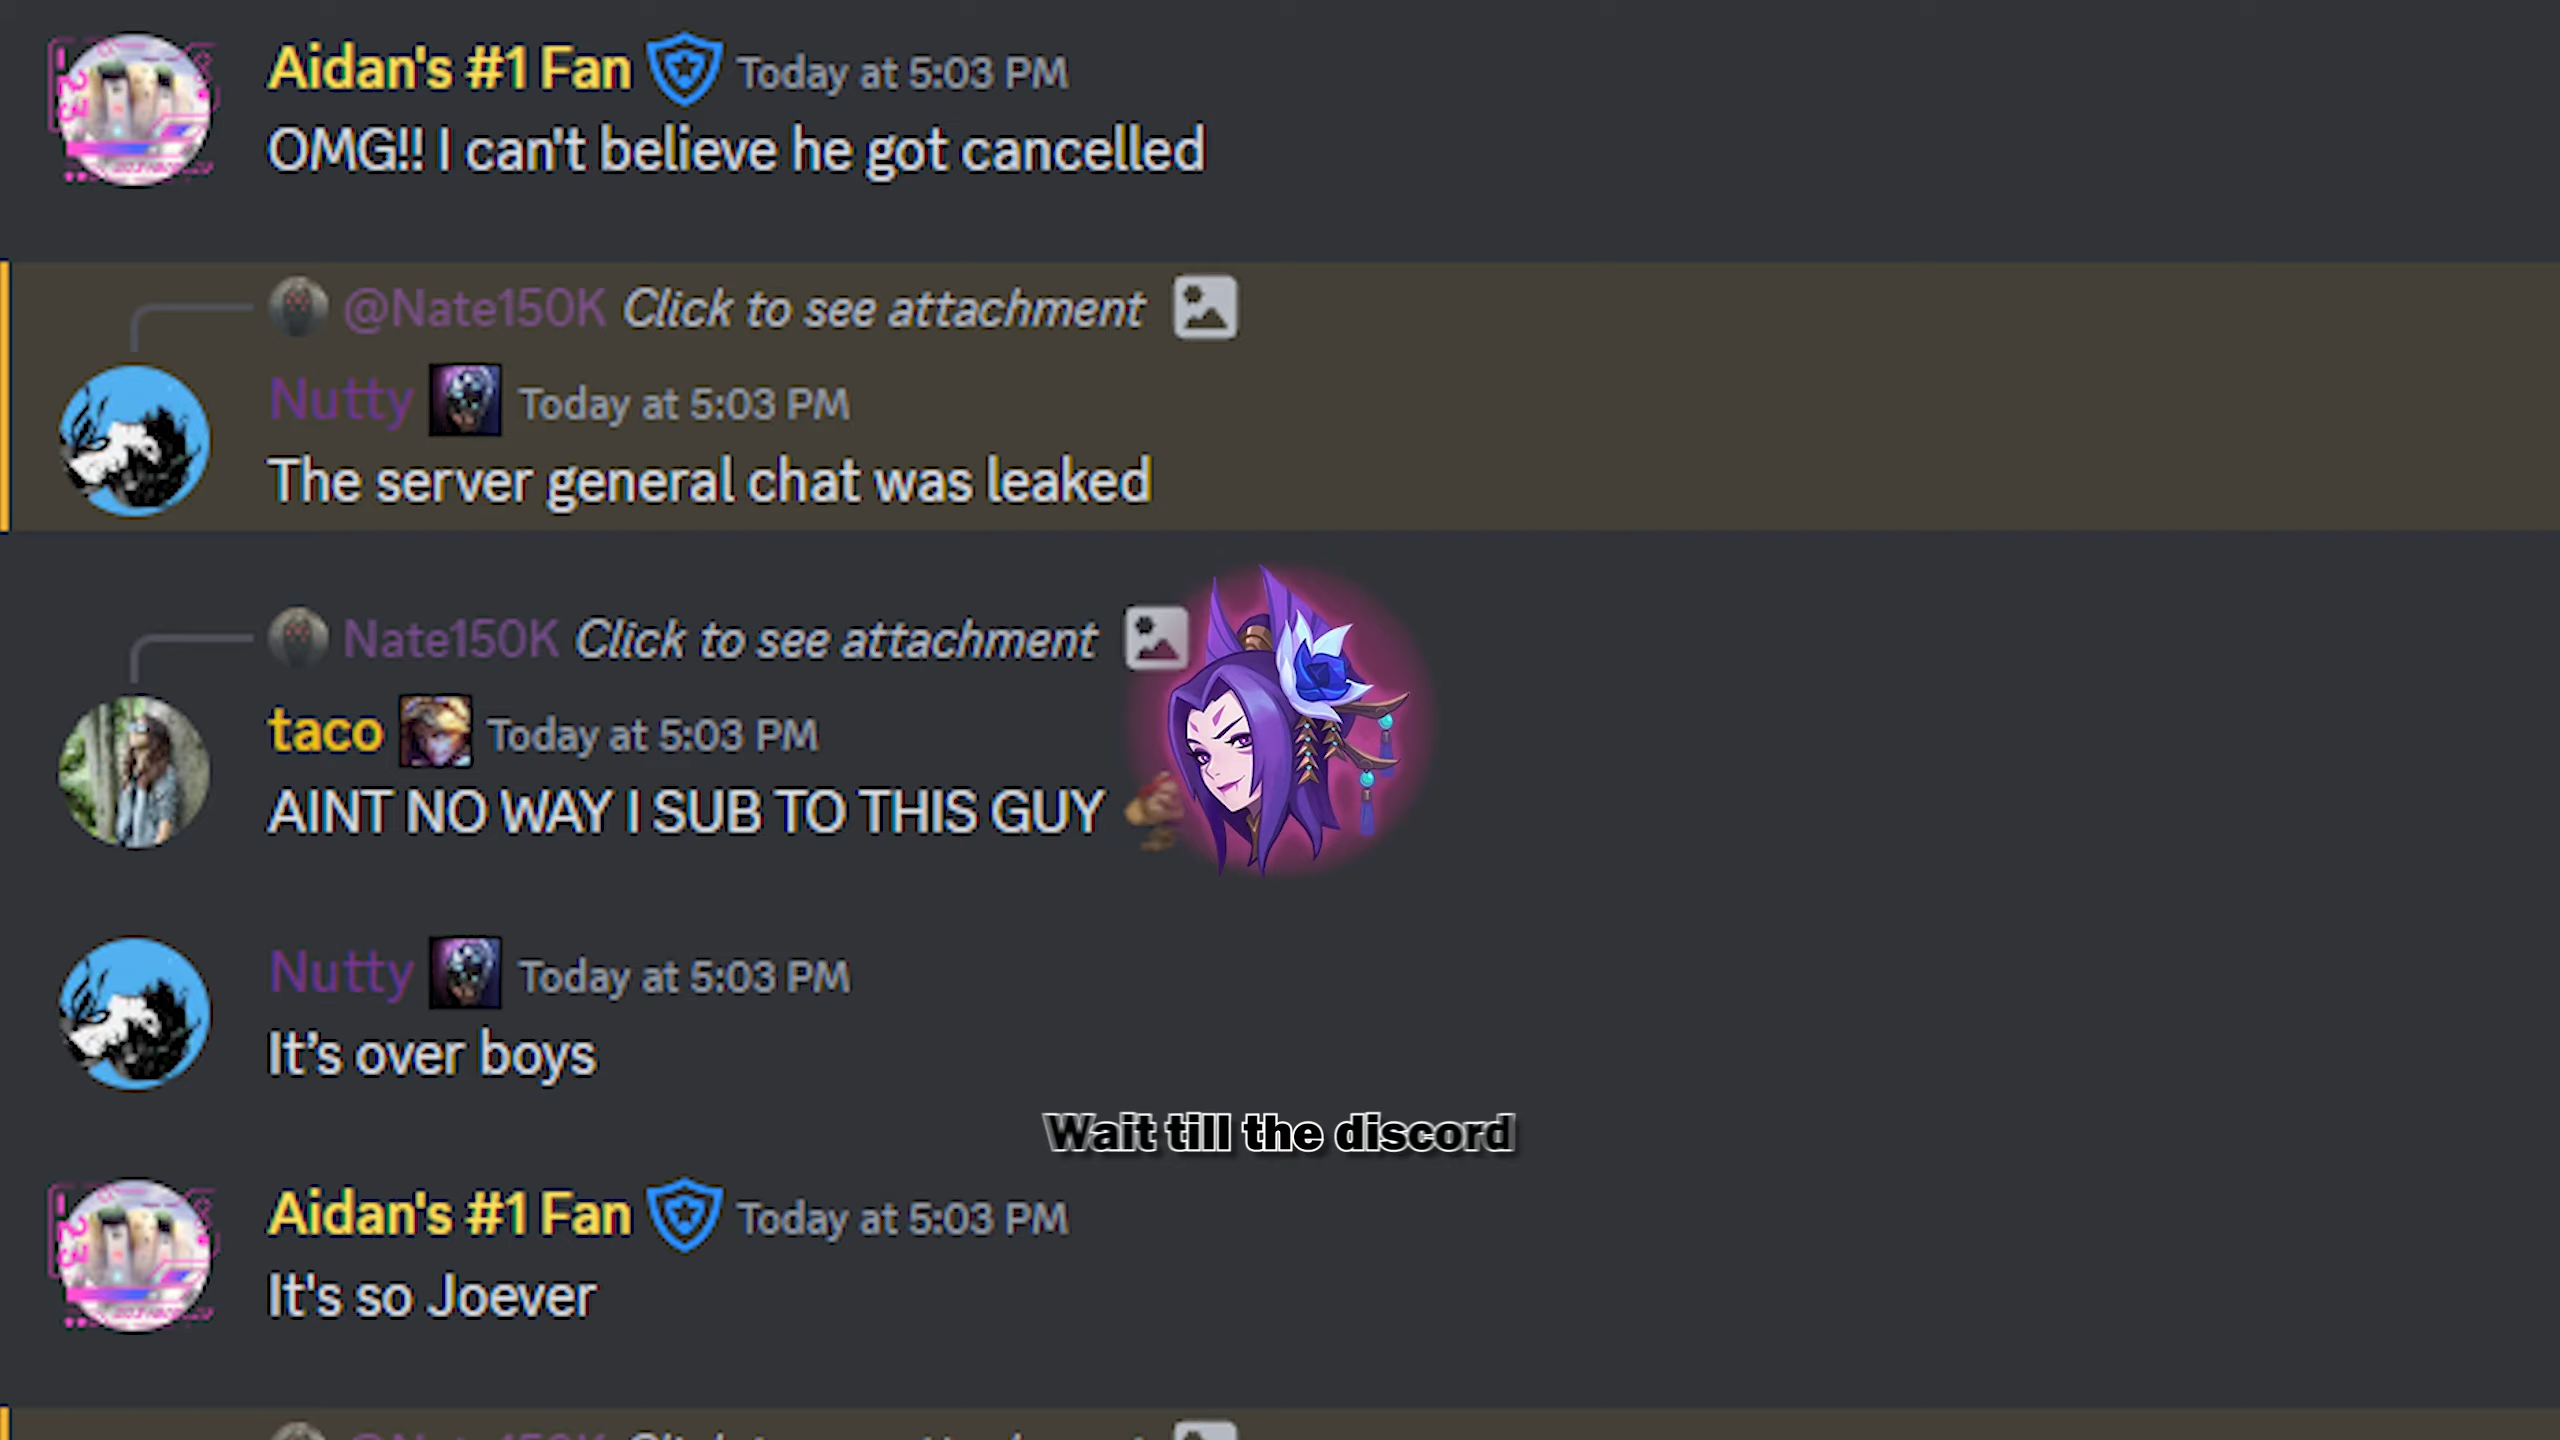 Aidan's #1 Fan Today at 5:03 PM
OMG!! I can't believe he got cancelled
@Nate150K Click to see attachment
Nutty Today at 5:03 PM
The server general chat was leaked
Nate150K Click to see attachment
taco Today at 5:03 PM
AINT NO WAY I SUB TO THIS GUY
Nutty Today at 5:03 PM
It’s over boys
Wait till the discord
Aidan's #1 Fan Today at 5:03 PM
It's so Joever